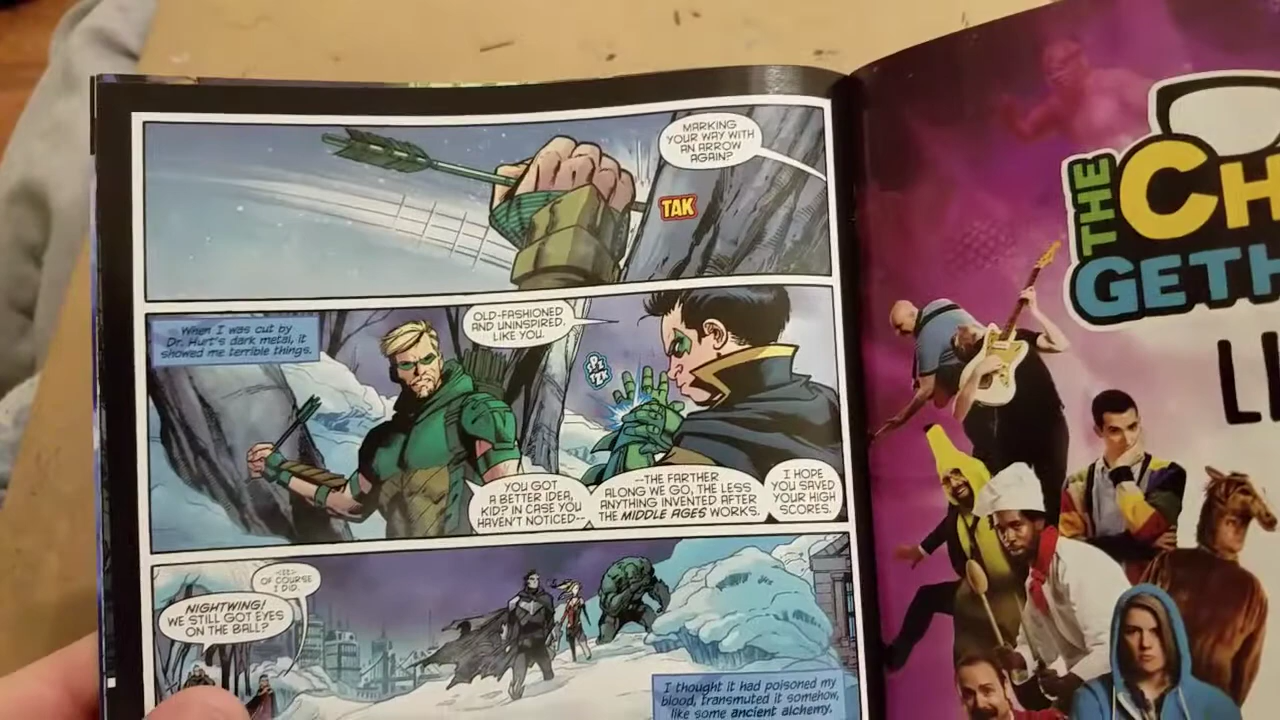 MARKING
YOUR WAY WITH
AN ARROW
AGAIN?
TAK
When I was cut by
Dr. Hurt's dark metal, it
showed me terrible things.
OLD-FASHIONED
AND UNINSPIRED.
LIKE YOU.
YOU GOT
A BETTER IDEA,
KID? IN CASE YOU
HAVEN'T NOTICED--
--THE FARTHER
ALONG WE GO, THE LESS
ANYTHING INVENTED AFTER
THE MIDDLE AGES WORKS.
I HOPE
YOU SAVED
YOUR HIGH
SCORES.
OF COURSE
I DID.
NIGHTWING!
WE STILL GOT EYES
ON THE BALL?
I thought it had poisoned my
blood, transmuted it somehow,
like some ancient alchemy,
THE
CH
GETH
LI